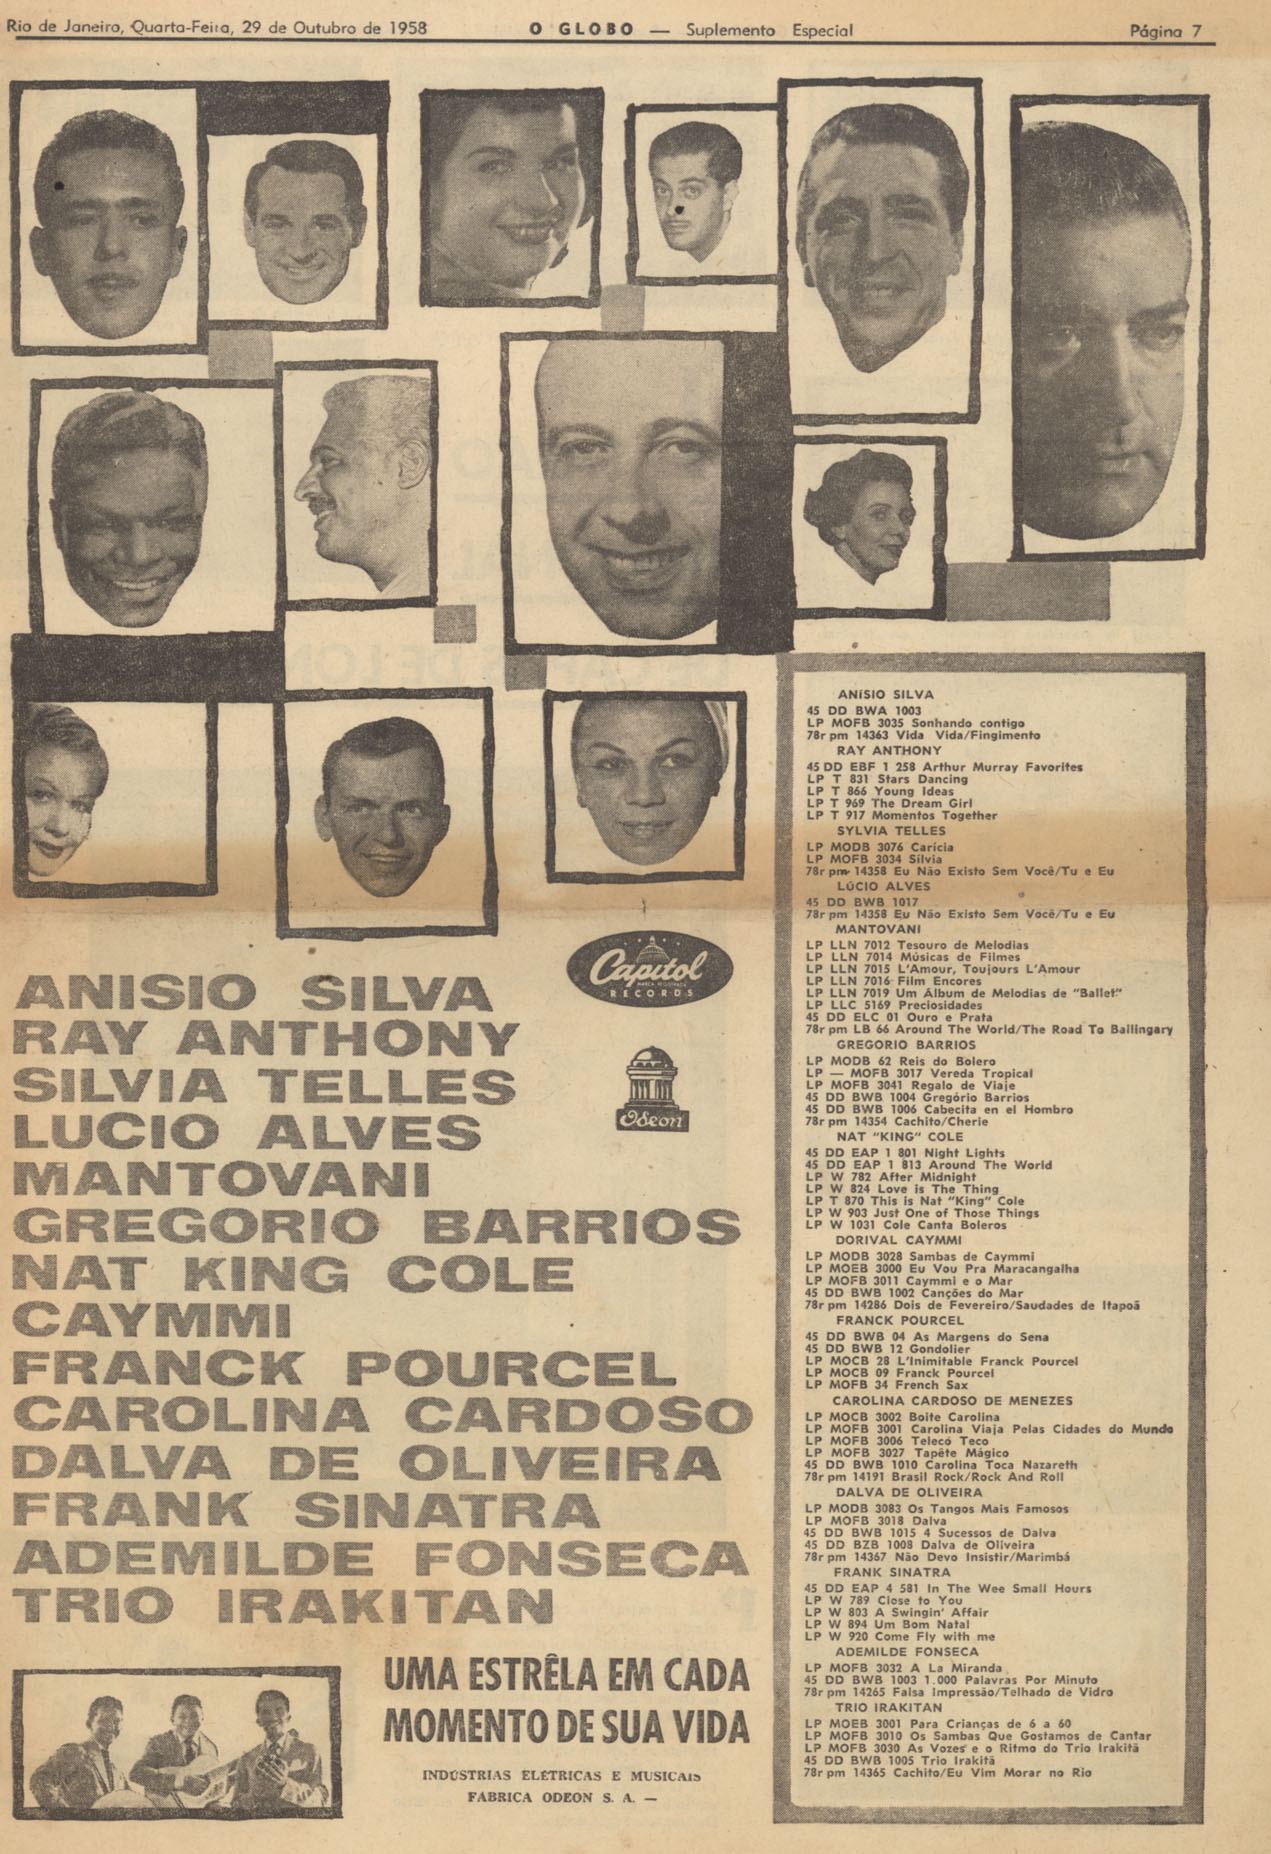 Rio de Janeiro, Quarta-Feira, 29 de Outubro de 1958 O GLOBO — Suplemento Especial Página 7
Capitol
MARCA REGISTRADA
RECORDS
Odeon
ANISIO SILVA
RAY ANTHONY
SILVIA TELLES
LUCIO ALVES
MANTOVANI
GREGORIO BARRIOS
NAT KING COLE
CAYMMI
FRANCK POURCEL
CAROLINA CARDOSO
DALVA DE OLIVEIRA
FRANK SINATRA
ADEMILDE FONSECA
TRIO IRAKITAN
UMA ESTRÊLA EM CADA
MOMENTO DE SUA VIDA
INDÚSTRIAS ELÉTRICAS E MUSICAIS
FABRICA ODEON S. A. —
ANÍSIO SILVA
45 DD BWA 1003
LP MOFB 3035 Sonhando contigo
78r pm 14363 Vida Vida/Fingimento
RAY ANTHONY
45 DD EBF 1 258 Arthur Murray Favorites
LP T 831 Stars Dancing
LP T 866 Young Ideas
LP T 969 The Dream Girl
LP T 917 Momentos Together
SYLVIA TELLES
LP MODB 3076 Carícia
LP MOFB 3034 Sílvia
78r pm 14358 Eu Não Existo Sem Você/Tu e Eu
LÚCIO ALVES
45 DD BWB 1017
78r pm 14358 Eu Não Existo Sem Você/Tu e Eu
MANTOVANI
LP LLN 7012 Tesouro de Melodias
LP LLN 7014 Músicas de Filmes
LP LLN 7015 L'Amour, Toujours L'Amour
LP LLN 7016 Film Encores
LP LLN 7019 Um Álbum de Melodias de "Ballet"
LP LLC 5169 Preciosidades
45 DD ELC 01 Ouro e Prata
78r pm LB 66 Around The World/The Road To Ballingary
GREGORIO BARRIOS
LP MODB 62 Reis do Bolero
LP — MOFB 3017 Vereda Tropical
LP MOFB 3041 Regalo de Viaje
45 DD BWB 1004 Gregório Barrios
45 DD BWB 1006 Cabecita en el Hombro
78r pm 14354 Cachito/Cherie
NAT "KING" COLE
45 DD EAP 1 801 Night Lights
45 DD EAP 1 813 Around The World
LP W 782 After Midnight
LP W 824 Love is The Thing
LP T 870 This is Nat "King" Cole
LP W 903 Just One of Those Things
LP W 1031 Cole Canta Boleros
DORIVAL CAYMMI
LP MODB 3028 Sambas de Caymmi
LP MOEB 3000 Eu Vou Pra Maracangalha
LP MOFB 3011 Caymmi e o Mar
45 DD BWB 1002 Canções do Mar
78r pm 14286 Dois de Fevereiro/Saudades de Itapoã
FRANCK POURCEL
45 DD BWB 04 As Margens do Sena
45 DD BWB 12 Gondolier
LP MOCB 28 L'Inimitable Franck Pourcel
LP MOCB 09 Franck Pourcel
LP MOFB 34 French Sax
CAROLINA CARDOSO DE MENEZES
LP MOCB 3002 Boite Carolina
LP MOFB 3001 Carolina Viaja Pelas Cidades do Mundo
LP MOFB 3006 Telecó Teco
LP MOFB 3027 Tapête Mágico
45 DD BWB 1010 Carolina Toca Nazareth
78r pm 14191 Brasil Rock/Rock And Roll
DALVA DE OLIVEIRA
LP MODB 3083 Os Tangos Mais Famosos
LP MOFB 3018 Dalva
45 DD BWB 1015 4 Sucessos de Dalva
45 DD BZB 1008 Dalva de Oliveira
78r pm 14367 Não Devo Insistir/Marimbá
FRANK SINATRA
45 DD EAP 4 581 In The Wee Small Hours
LP W 789 Close to You
LP W 803 A Swingin' Affair
LP W 894 Um Bom Natal
LP W 920 Come Fly with me
ADEMILDE FONSECA
LP MOFB 3032 A La Miranda
45 DD BWB 1003 1.000 Palavras Por Minuto
78r pm 14265 Falsa Impressão/Telhado de Vidro
TRIO IRAKITAN
LP MOEB 3001 Para Crianças de 6 a 60
LP MOFB 3010 Os Sambas Que Gostamos de Cantar
LP MOFB 3030 As Vozes e o Ritmo do Trio Irakitã
45 DD BWB 1005 Trio Irakitã
78r pm 14365 Cachito/Eu Vim Morar no Rio